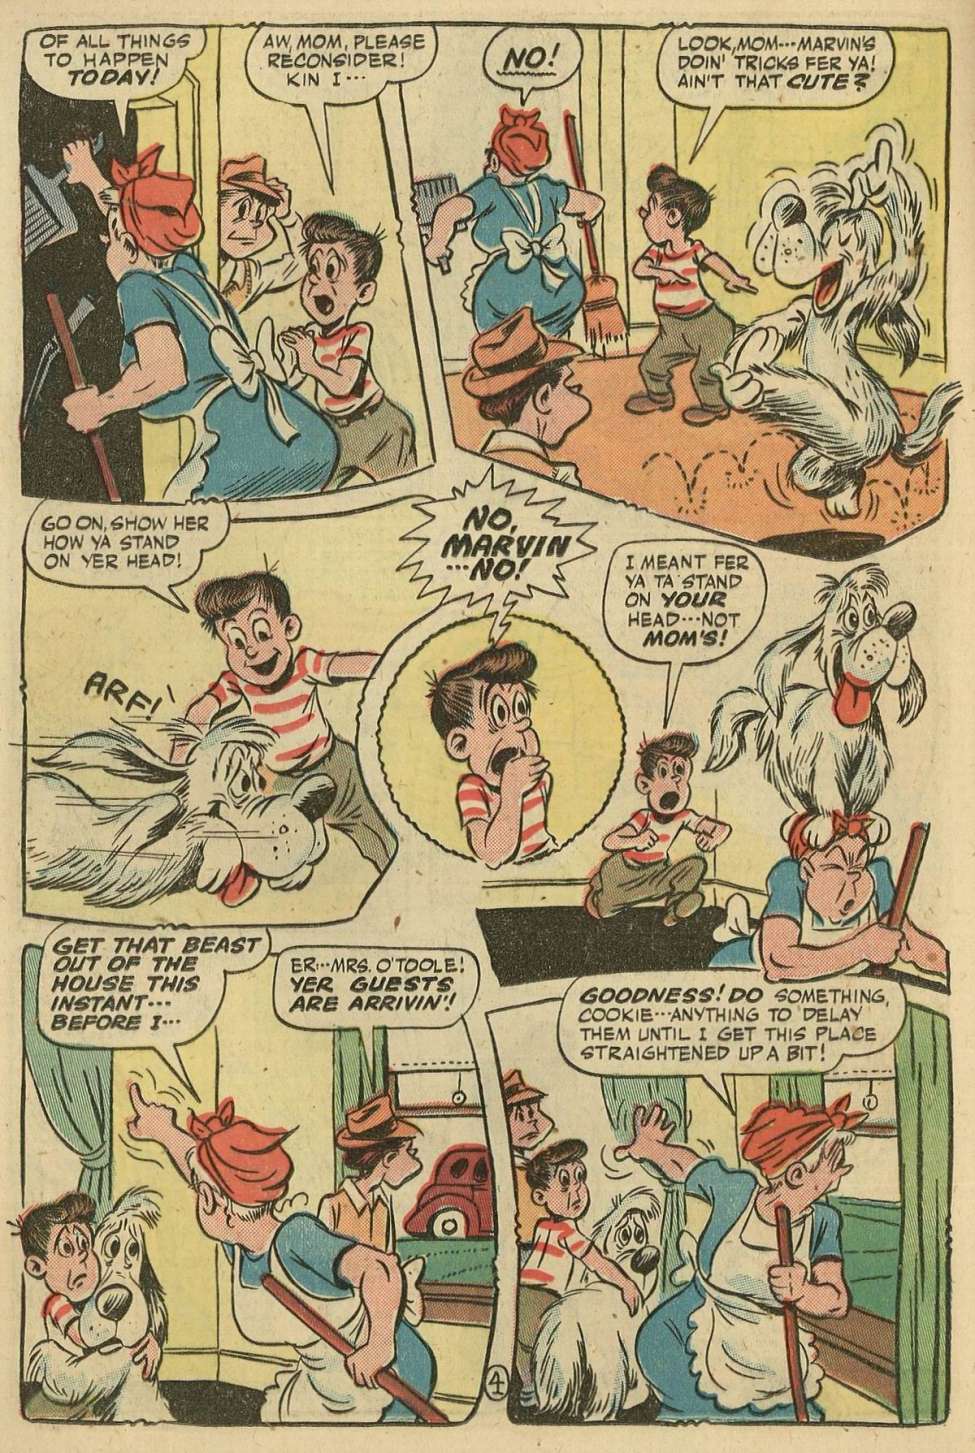 OF ALL THINGS
TO HAPPEN
TODAY!
AW, MOM, PLEASE
RECONSIDER!
KIN I---
NO!
LOOK, MOM---MARVIN'S
DOIN' TRICKS FER YA!
AIN'T THAT CUTE?
GO ON, SHOW HER
HOW YA STAND
ON YER HEAD!
ARF!
NO,
MARVIN
---NO!
I MEANT FER
YA TA STAND
ON YOUR
HEAD---NOT
MOM'S!
GET THAT BEAST
OUT OF THE
HOUSE THIS
INSTANT---
BEFORE I---
ER---MRS. O'TOOLE!
YER GUESTS
ARE ARRIVIN'!
GOODNESS! DO SOMETHING,
COOKIE---ANYTHING TO DELAY
THEM UNTIL I GET THIS PLACE
STRAIGHTENED UP A BIT!
4